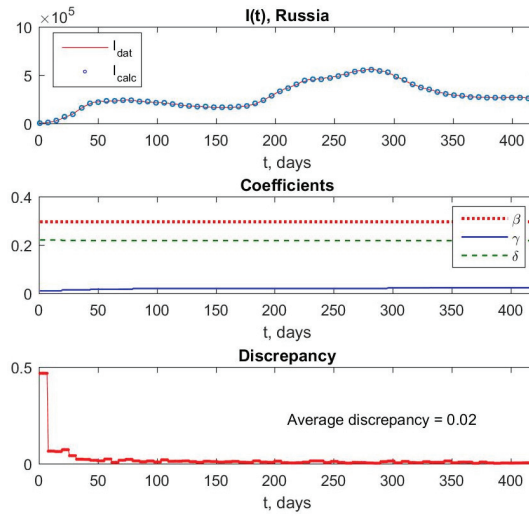 I(t), Russia
×10⁵
10
5
0
I_dat
I_calc
0 50 100 150 200 250 300 350 400
t, days
Coefficients
0.4
0.2
0
β
γ
δ
0 50 100 150 200 250 300 350 400
t, days
Discrepancy
0.5
0
Average discrepancy = 0.02
0 50 100 150 200 250 300 350 400
t, days